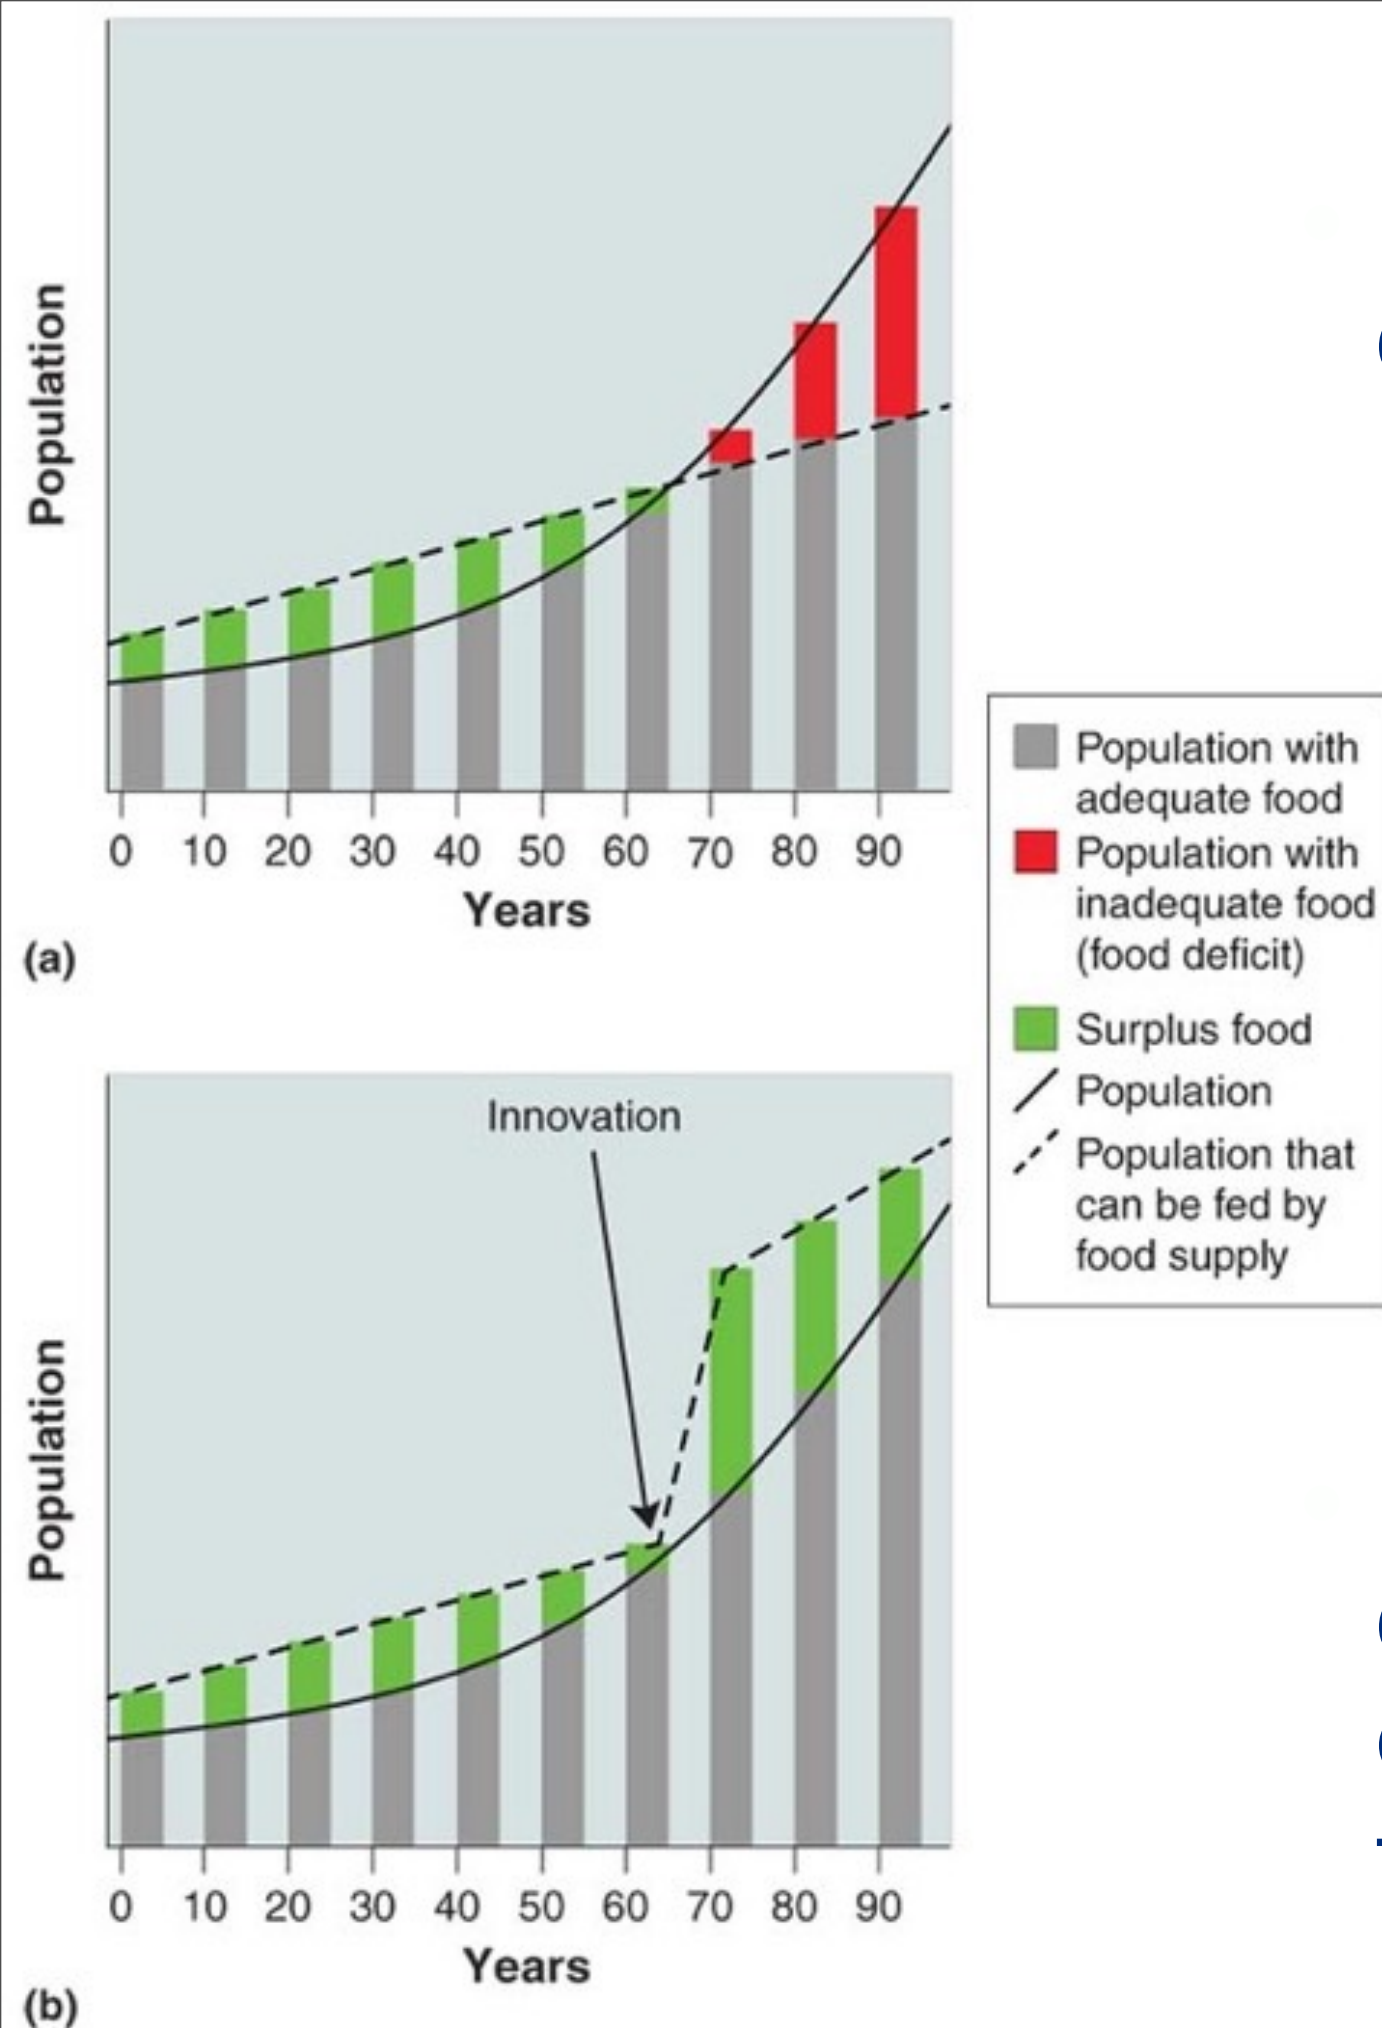 Population
0 10 20 30 40 50 60 70 80 90
Years
(a)
Population with
adequate food
Population with
inadequate food
(food deficit)
Surplus food
Population
Population that
can be fed by
food supply
Innovation
Population
0 10 20 30 40 50 60 70 80 90
Years
(b)